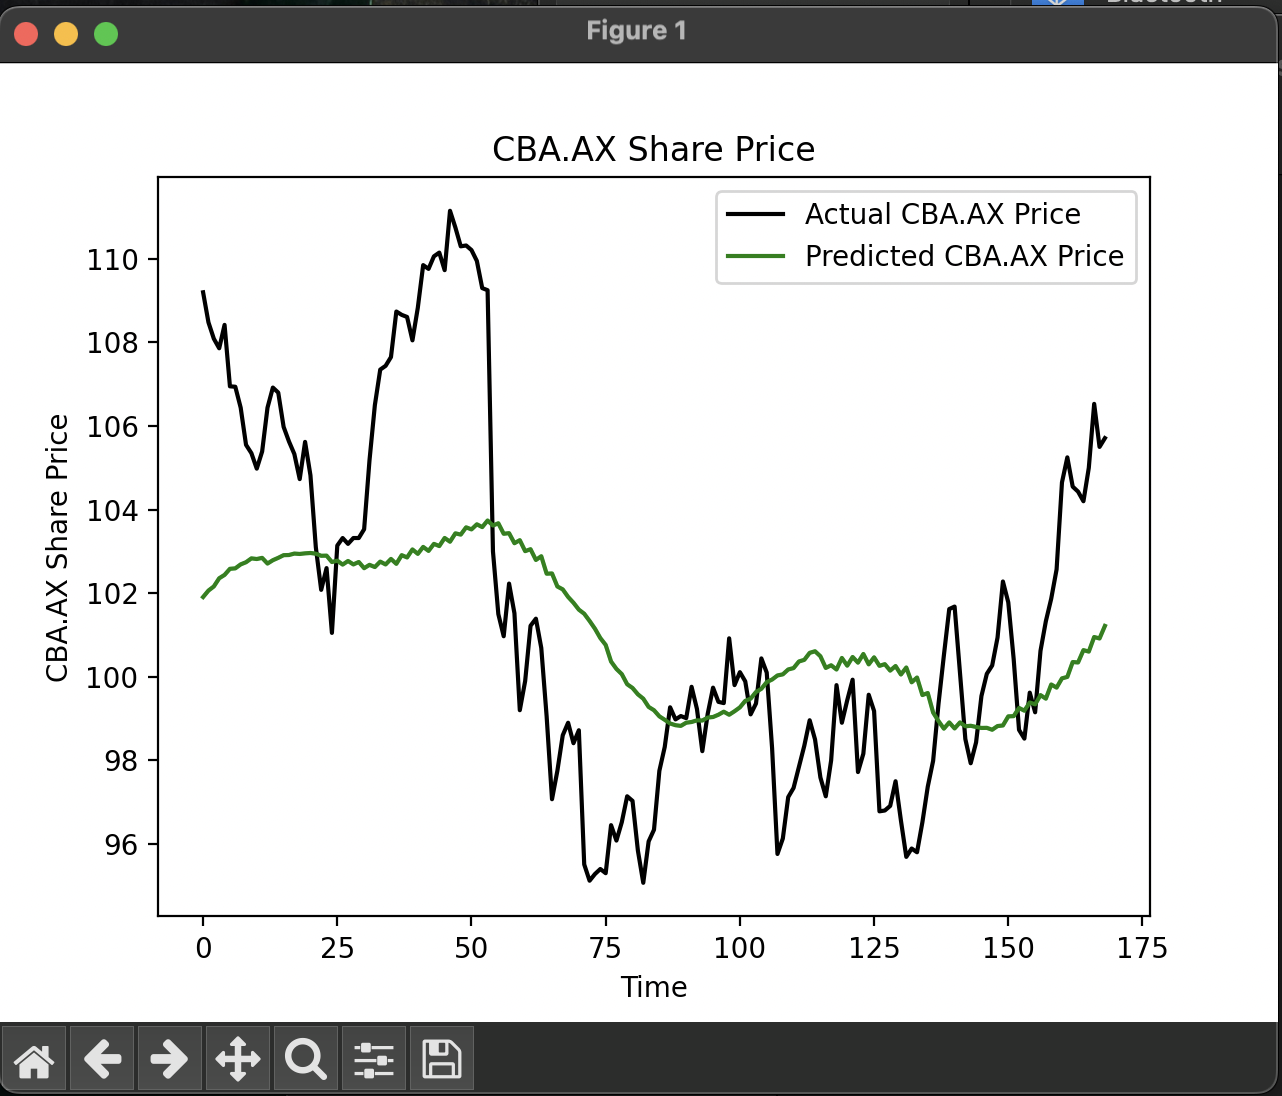 Figure 1
CBA.AX Share Price
Actual CBA.AX Price
Predicted CBA.AX Price
CBA.AX Share Price
110
108
106
104
102
100
98
96
0 25 50 75 100 125 150 175
Time